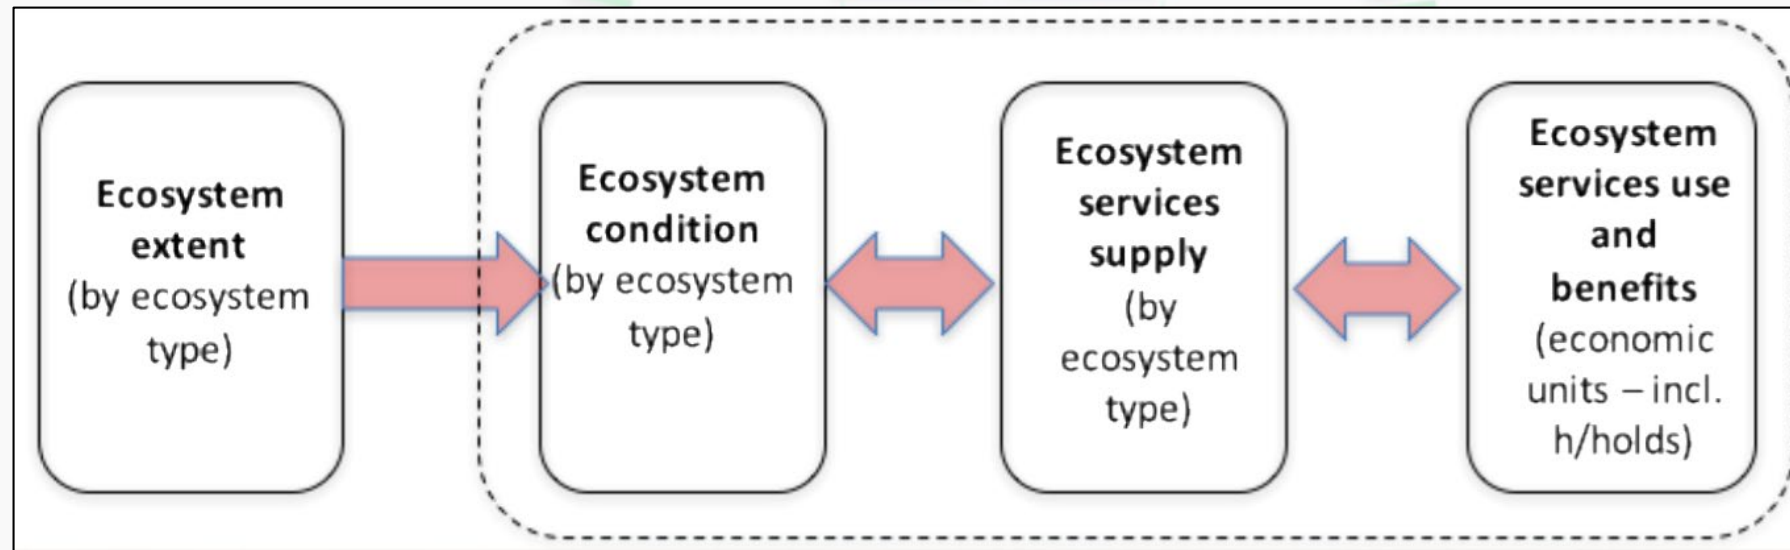 Ecosystem
extent
(by ecosystem
type)
Ecosystem
condition
(by ecosystem
type)
Ecosystem
services
supply
(by
ecosystem
type)
Ecosystem
services use
and
benefits
(economic
units – incl.
h/holds)